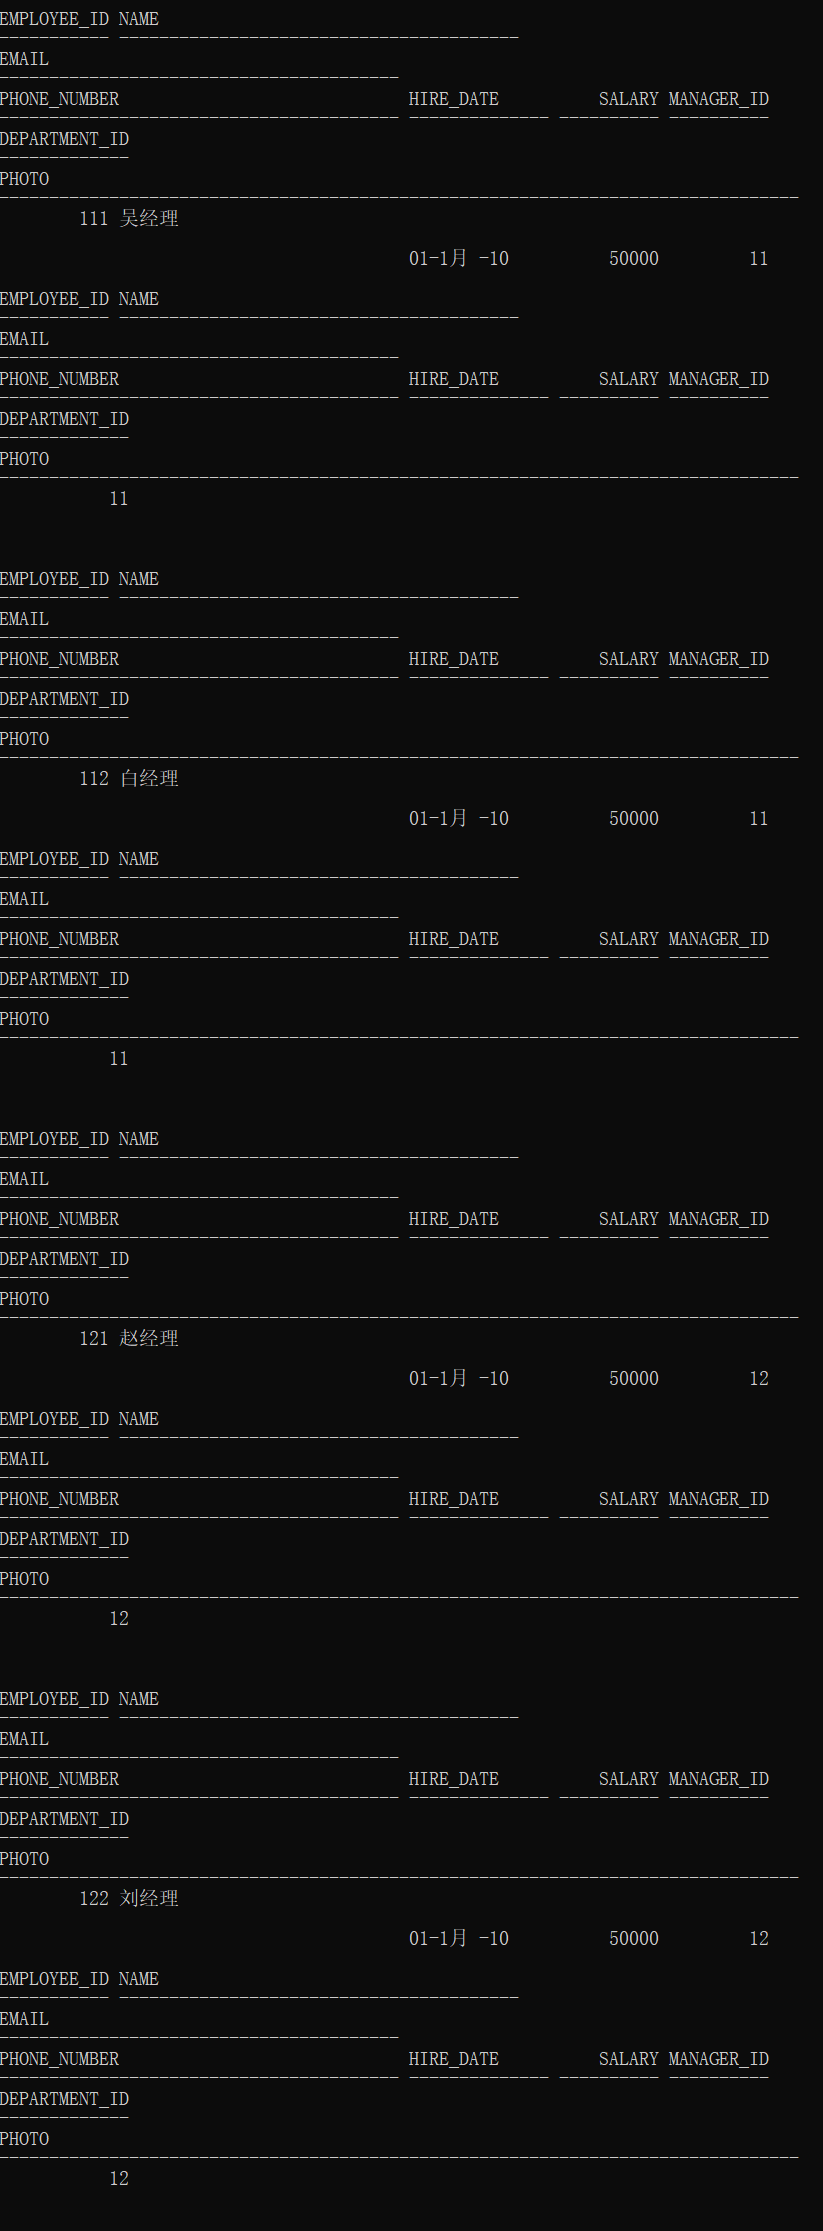 EMPLOYEE_ID NAME
----------- ----------------------------------------
EMAIL
----------------------------------------
PHONE_NUMBER                             HIRE_DATE          SALARY MANAGER_ID
---------------------------------------- -------------- ---------- ----------
DEPARTMENT_ID
-------------
PHOTO
--------------------------------------------------------------------------------
        111 吴经理
                                         01-1月 -10          50000         11
EMPLOYEE_ID NAME
----------- ----------------------------------------
EMAIL
----------------------------------------
PHONE_NUMBER                             HIRE_DATE          SALARY MANAGER_ID
---------------------------------------- -------------- ---------- ----------
DEPARTMENT_ID
-------------
PHOTO
--------------------------------------------------------------------------------
           11
EMPLOYEE_ID NAME
----------- ----------------------------------------
EMAIL
----------------------------------------
PHONE_NUMBER                             HIRE_DATE          SALARY MANAGER_ID
---------------------------------------- -------------- ---------- ----------
DEPARTMENT_ID
-------------
PHOTO
--------------------------------------------------------------------------------
        112 白经理
                                         01-1月 -10          50000         11
EMPLOYEE_ID NAME
----------- ----------------------------------------
EMAIL
----------------------------------------
PHONE_NUMBER                             HIRE_DATE          SALARY MANAGER_ID
---------------------------------------- -------------- ---------- ----------
DEPARTMENT_ID
-------------
PHOTO
--------------------------------------------------------------------------------
           11
EMPLOYEE_ID NAME
----------- ----------------------------------------
EMAIL
----------------------------------------
PHONE_NUMBER                             HIRE_DATE          SALARY MANAGER_ID
---------------------------------------- -------------- ---------- ----------
DEPARTMENT_ID
-------------
PHOTO
--------------------------------------------------------------------------------
        121 赵经理
                                         01-1月 -10          50000         12
EMPLOYEE_ID NAME
----------- ----------------------------------------
EMAIL
----------------------------------------
PHONE_NUMBER                             HIRE_DATE          SALARY MANAGER_ID
---------------------------------------- -------------- ---------- ----------
DEPARTMENT_ID
-------------
PHOTO
--------------------------------------------------------------------------------
           12
EMPLOYEE_ID NAME
----------- ----------------------------------------
EMAIL
----------------------------------------
PHONE_NUMBER                             HIRE_DATE          SALARY MANAGER_ID
---------------------------------------- -------------- ---------- ----------
DEPARTMENT_ID
-------------
PHOTO
--------------------------------------------------------------------------------
        122 刘经理
                                         01-1月 -10          50000         12
EMPLOYEE_ID NAME
----------- ----------------------------------------
EMAIL
----------------------------------------
PHONE_NUMBER                             HIRE_DATE          SALARY MANAGER_ID
---------------------------------------- -------------- ---------- ----------
DEPARTMENT_ID
-------------
PHOTO
--------------------------------------------------------------------------------
           12